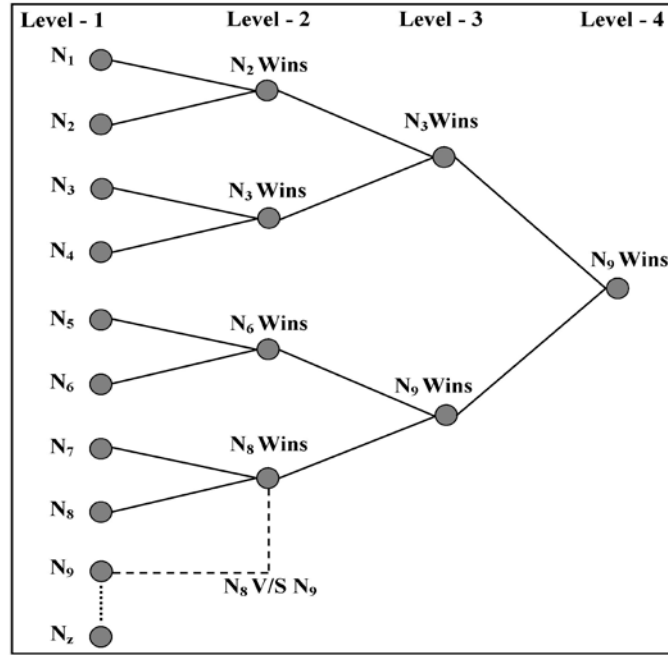 Level - 1 Level - 2 Level - 3 Level - 4
N₁
N₂ Wins
N₂
N₃Wins
N₃
N₃ Wins
N₄
N₉ Wins
N₅
N₆ Wins
N₆
N₉ Wins
N₇
N₈ Wins
N₈
N₉
N₈ V/S N₉
N_z